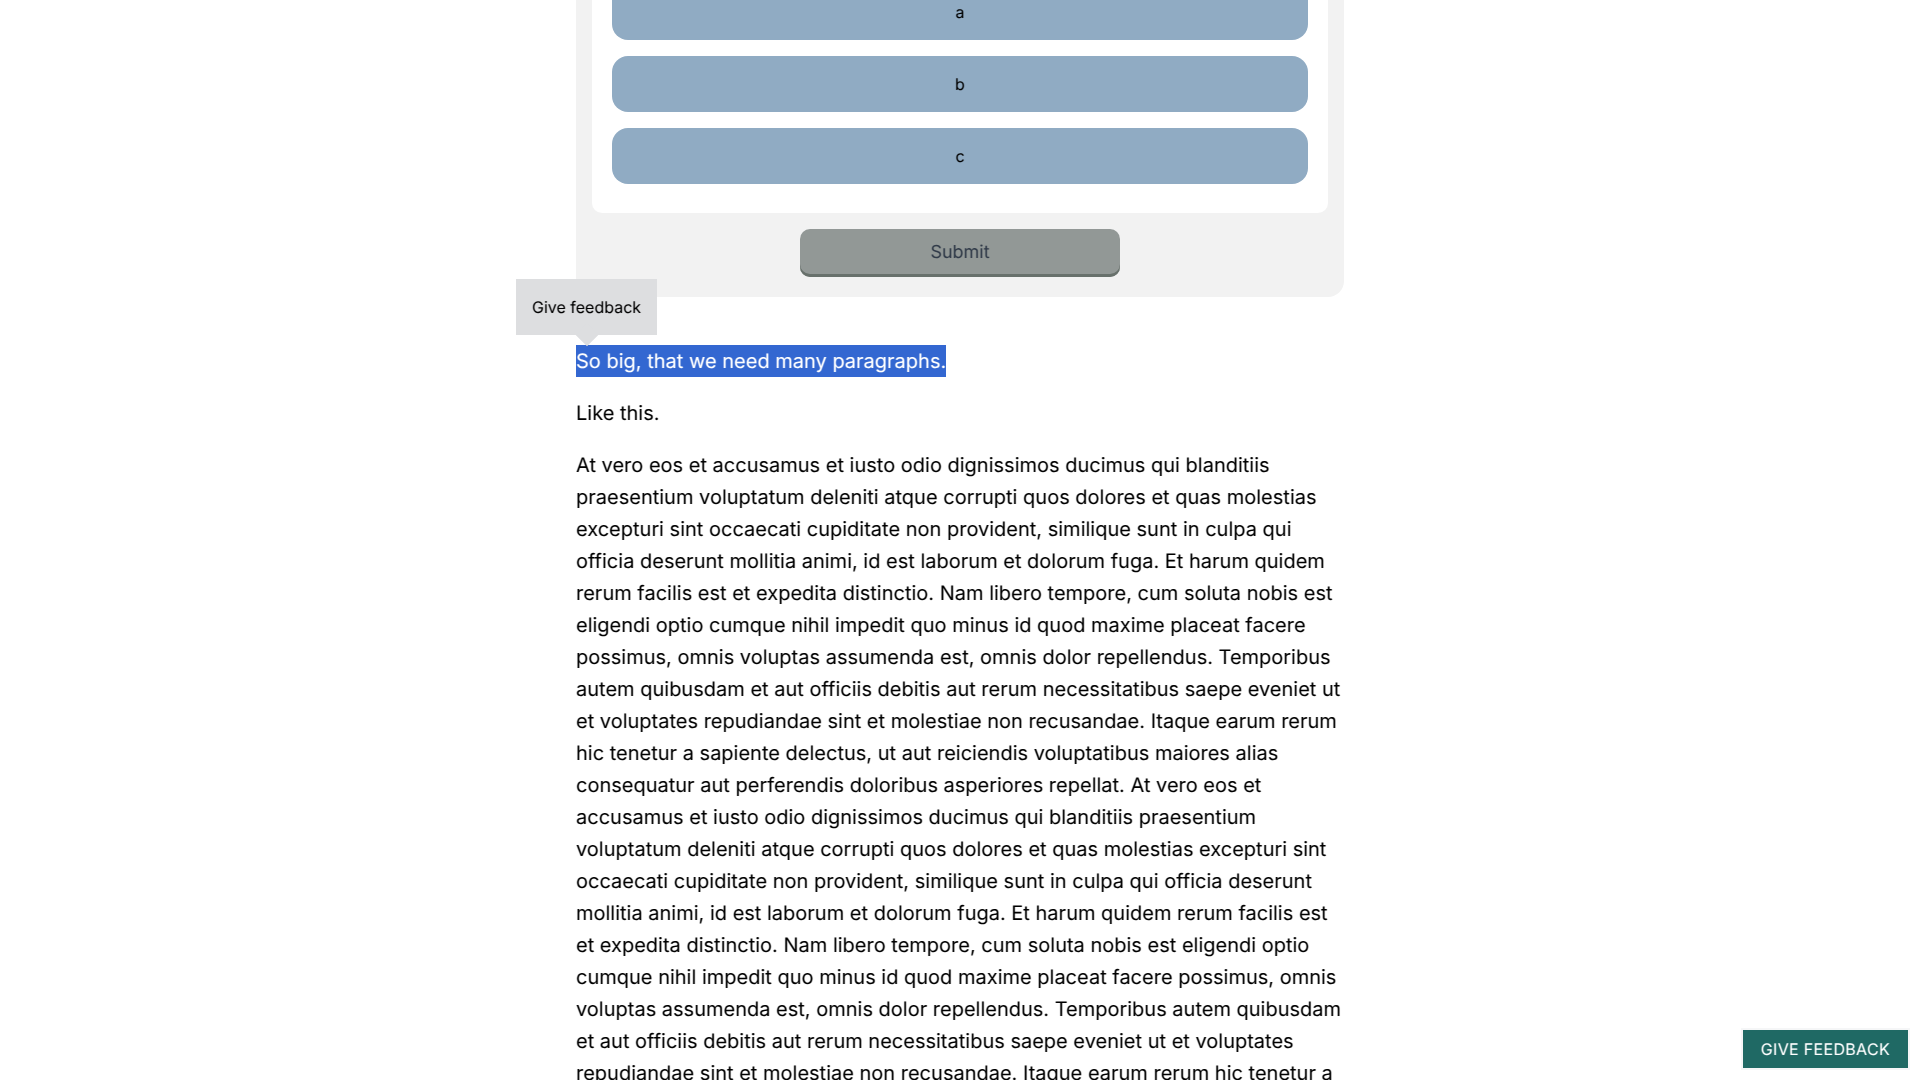 a
b
c
Submit
Give feedback
So big, that we need many paragraphs.
Like this.
At vero eos et accusamus et iusto odio dignissimos ducimus qui blanditiis
praesentium voluptatum deleniti atque corrupti quos dolores et quas molestias
excepturi sint occaecati cupiditate non provident, similique sunt in culpa qui
officia deserunt mollitia animi, id est laborum et dolorum fuga. Et harum quidem
rerum facilis est et expedita distinctio. Nam libero tempore, cum soluta nobis est
eligendi optio cumque nihil impedit quo minus id quod maxime placeat facere
possimus, omnis voluptas assumenda est, omnis dolor repellendus. Temporibus
autem quibusdam et aut officiis debitis aut rerum necessitatibus saepe eveniet ut
et voluptates repudiandae sint et molestiae non recusandae. Itaque earum rerum
hic tenetur a sapiente delectus, ut aut reiciendis voluptatibus maiores alias
consequatur aut perferendis doloribus asperiores repellat. At vero eos et
accusamus et iusto odio dignissimos ducimus qui blanditiis praesentium
voluptatum deleniti atque corrupti quos dolores et quas molestias excepturi sint
occaecati cupiditate non provident, similique sunt in culpa qui officia deserunt
mollitia animi, id est laborum et dolorum fuga. Et harum quidem rerum facilis est
et expedita distinctio. Nam libero tempore, cum soluta nobis est eligendi optio
cumque nihil impedit quo minus id quod maxime placeat facere possimus, omnis
voluptas assumenda est, omnis dolor repellendus. Temporibus autem quibusdam
et aut officiis debitis aut rerum necessitatibus saepe eveniet ut et voluptates
repudiandae sint et molestiae non recusandae. Itaque earum rerum hic tenetur a
GIVE FEEDBACK